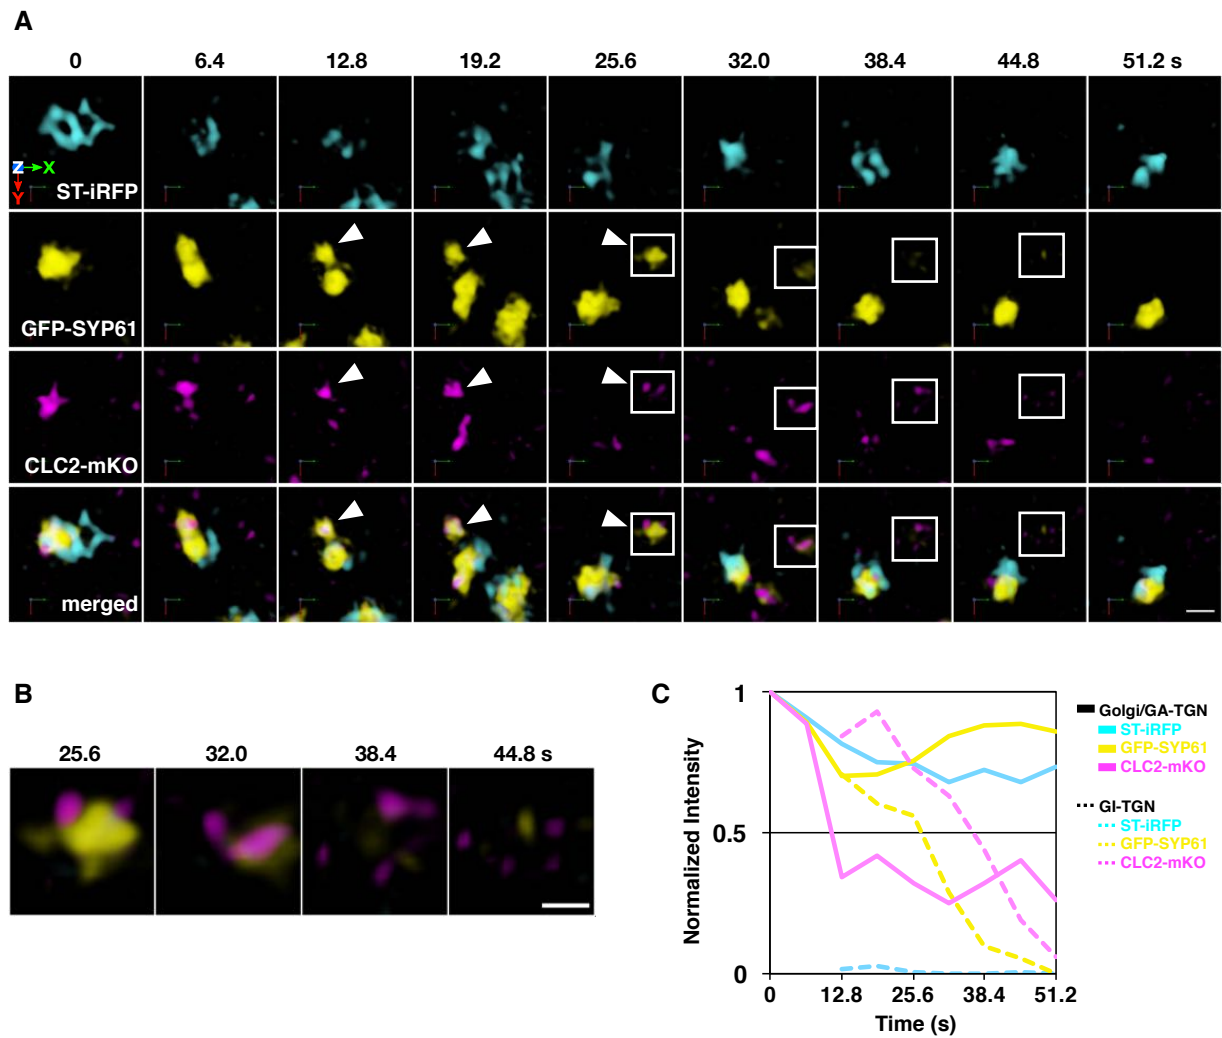 A
0 6.4 12.8 19.2 25.6 32.0 38.4 44.8 51.2 s
Z X
Y
ST-iRFP
GFP-SYP61
CLC2-mKO
merged
B
25.6 32.0 38.4 44.8 s
C
1
0.5
0
Normalized Intensity
0 12.8 25.6 38.4 51.2
Time (s)
Golgi/GA-TGN
ST-iRFP
GFP-SYP61
CLC2-mKO
GI-TGN
ST-iRFP
GFP-SYP61
CLC2-mKO